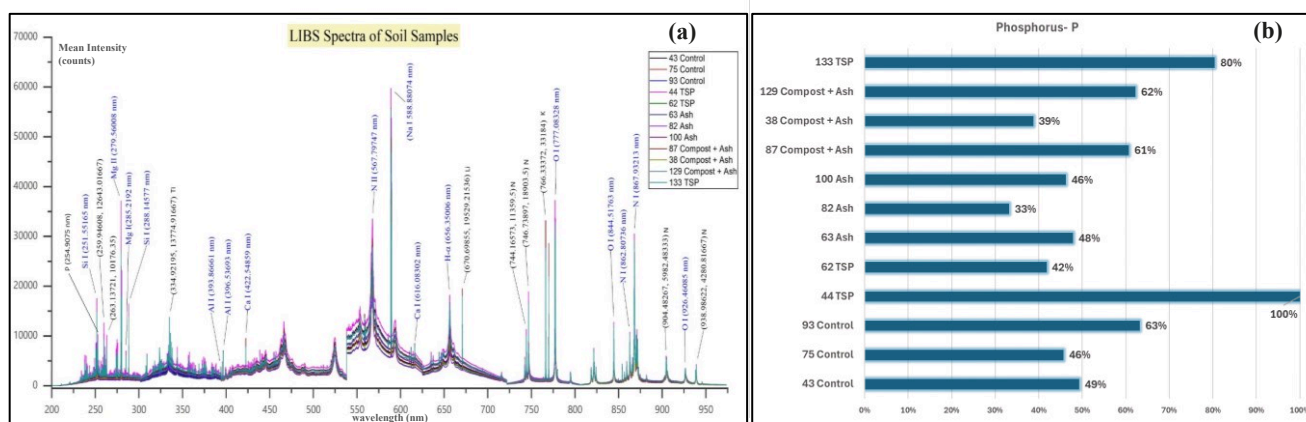 LIBS Spectra of Soil Samples
(a)
Mean Intensity
(counts)
70000
60000
50000
40000
30000
20000
10000
0
200
250
300
350
400
450
500
550
600
650
700
750
800
850
900
950
wavelength (nm)
P (254.9075 nm)
Si I (251.55165 nm)
(259.94608, 12643.01667)
(263.13721, 10176.35)
Mg II (279.56008 nm)
Mg I(285.2192 nm)
Si I (288.14577 nm)
(334.92195, 13774.91667) Ti
Al I (393.86661 nm)
Al I (396.53693 nm)
Ca I (422.54859 nm)
N II (567.79747 nm)
(Na I 588.88074 nm)
Ca I (616.08302 nm)
H-α (656.35006 nm)
(670.69855, 19529.21536) Li
(744.16573, 11359.5) N
(746.73897, 18903.5) N
(766.33372, 33184) K
O I (777.08328 nm)
O I (844.51763 nm)
N I (862.80736 nm)
N I (867.93213 nm)
(904.48267, 5982.48333) N
O I (926.46085 nm)
(938.98622, 4280.81667) N
43 Control
75 Control
93 Control
44 TSP
62 TSP
63 Ash
82 Ash
100 Ash
87 Compost + Ash
38 Compost + Ash
129 Compost + Ash
133 TSP
Phosphorus- P
(b)
133 TSP 80%
129 Compost + Ash 62%
38 Compost + Ash 39%
87 Compost + Ash 61%
100 Ash 46%
82 Ash 33%
63 Ash 48%
62 TSP 42%
44 TSP 100%
93 Control 63%
75 Control 46%
43 Control 49%
0% 10% 20% 30% 40% 50% 60% 70% 80% 90% 100%